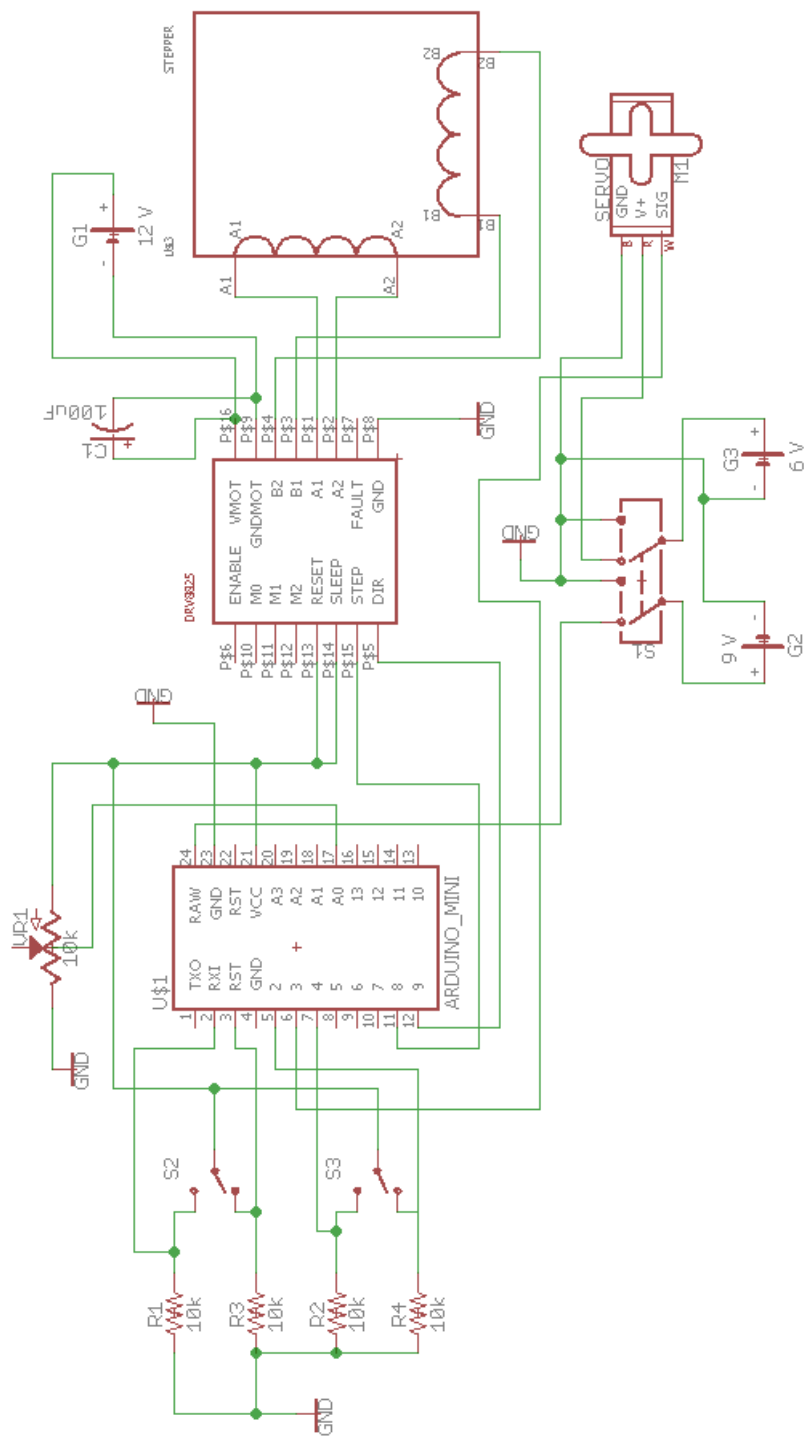 STEPPER
U$3
B2
B2
B1
B1
A1
A2
A1
A2
G1
12 V
+
-
100uF
C1
+
SERVO
M1
GND
V+
SIG
B
R
W
P$16
P$9
P$4
P$3
P$1
P$2
P$7
P$8
GND
DRV8825
ENABLE
M0
M1
M2
RESET
SLEEP
STEP
DIR
VMOT
GNDMOT
B2
B1
A1
A2
FAULT
GND
P$6
P$10
P$11
P$12
P$13
P$14
P$15
P$5
GND
G3
6 V
+
-
GND
S1
9 V
G2
-
+
VR1
10k
GND
24
23
22
21
20
19
18
17
16
15
14
13
RAW
GND
RST
VCC
A3
A2
A1
A0
13
12
11
10
TXO
RXI
RST
GND
2
3
4
5
6
7
8
9
U$1
ARDUINO_MINI
1
2
3
4
5
6
7
8
9
10
11
12
S2
S3
R1
10k
R3
10k
R2
10k
R4
10k
GND